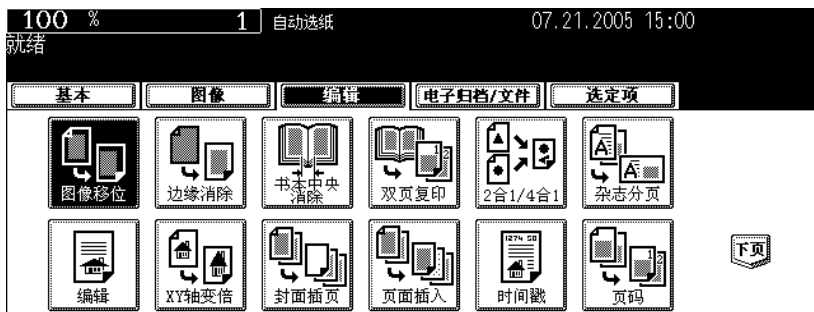 100 % 1 自动选纸 07.21.2005 15:00
就绪
基本 图像 编辑 电子归档/文件 选定项
图像移位 边缘消除 书本中央消除 双页复印 2合1/4合1 杂志分页
下页
编辑 XY轴变倍 封面插页 页面插入 时间戳 页码